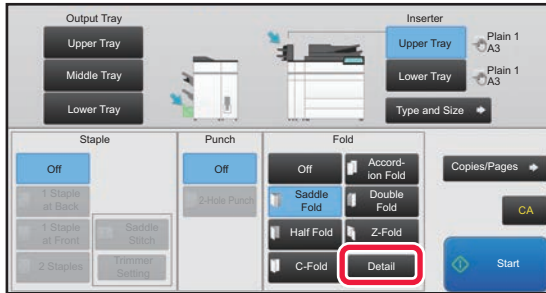 Output Tray
Upper Tray
Middle Tray
Lower Tray
Inserter
Upper Tray
Plain 1
A3
Lower Tray
Plain 1
A3
Type and Size
Staple
Off
1 Staple
at Back
1 Staple
at Front
2 Staples
Saddle
Stitch
Trimmer
Setting
Punch
Off
2-Hole Punch
Fold
Off
Accord-
ion Fold
Saddle
Fold
Double
Fold
Half Fold
Z-Fold
C-Fold
Detail
Copies/Pages
CA
Start